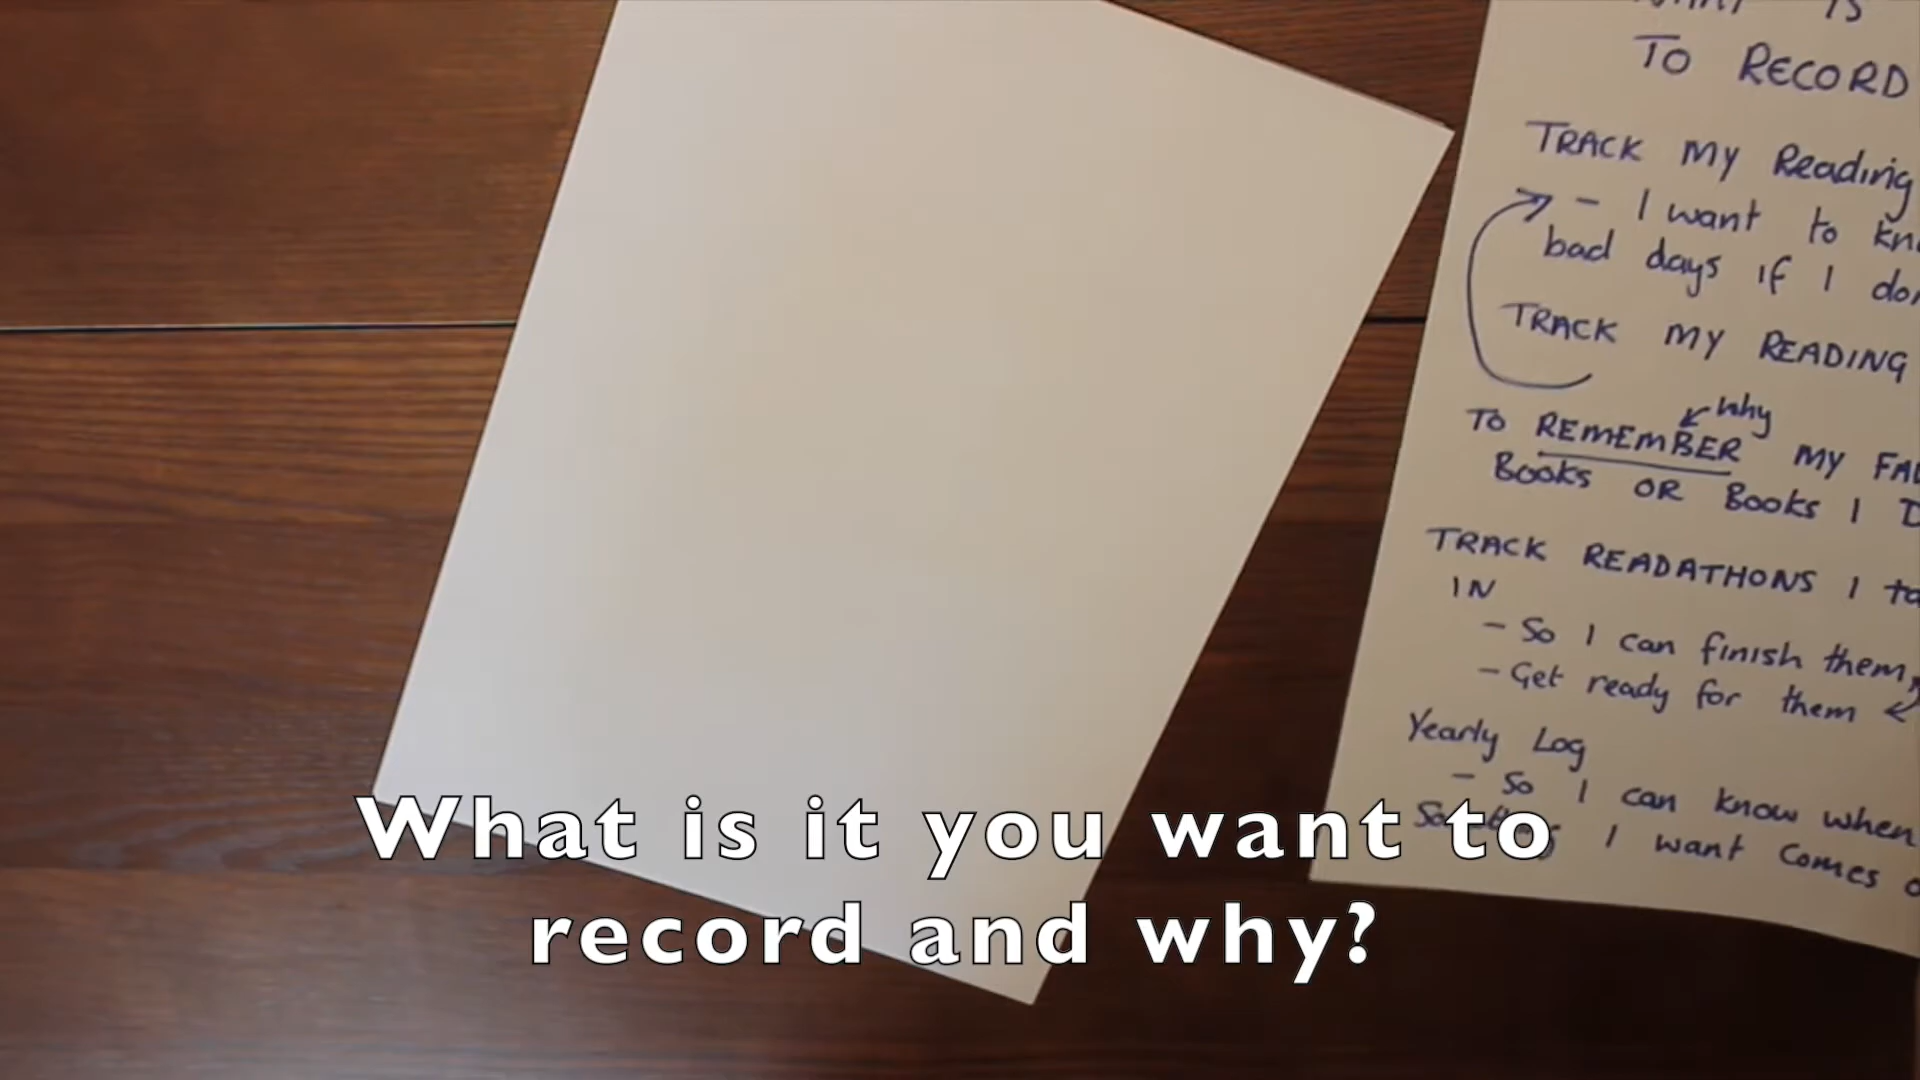 IS
TO RECORD
TRACK MY Reading
- I want to
bad days if I
TRACK MY READING
why
TO REMEMBER MY
Books OR Books I
TRACK READATHONS I
IN
- So I can finish them
- Get ready for them
Yearly Log
- So I can know when
I want comes
What is it you want to
record and why?